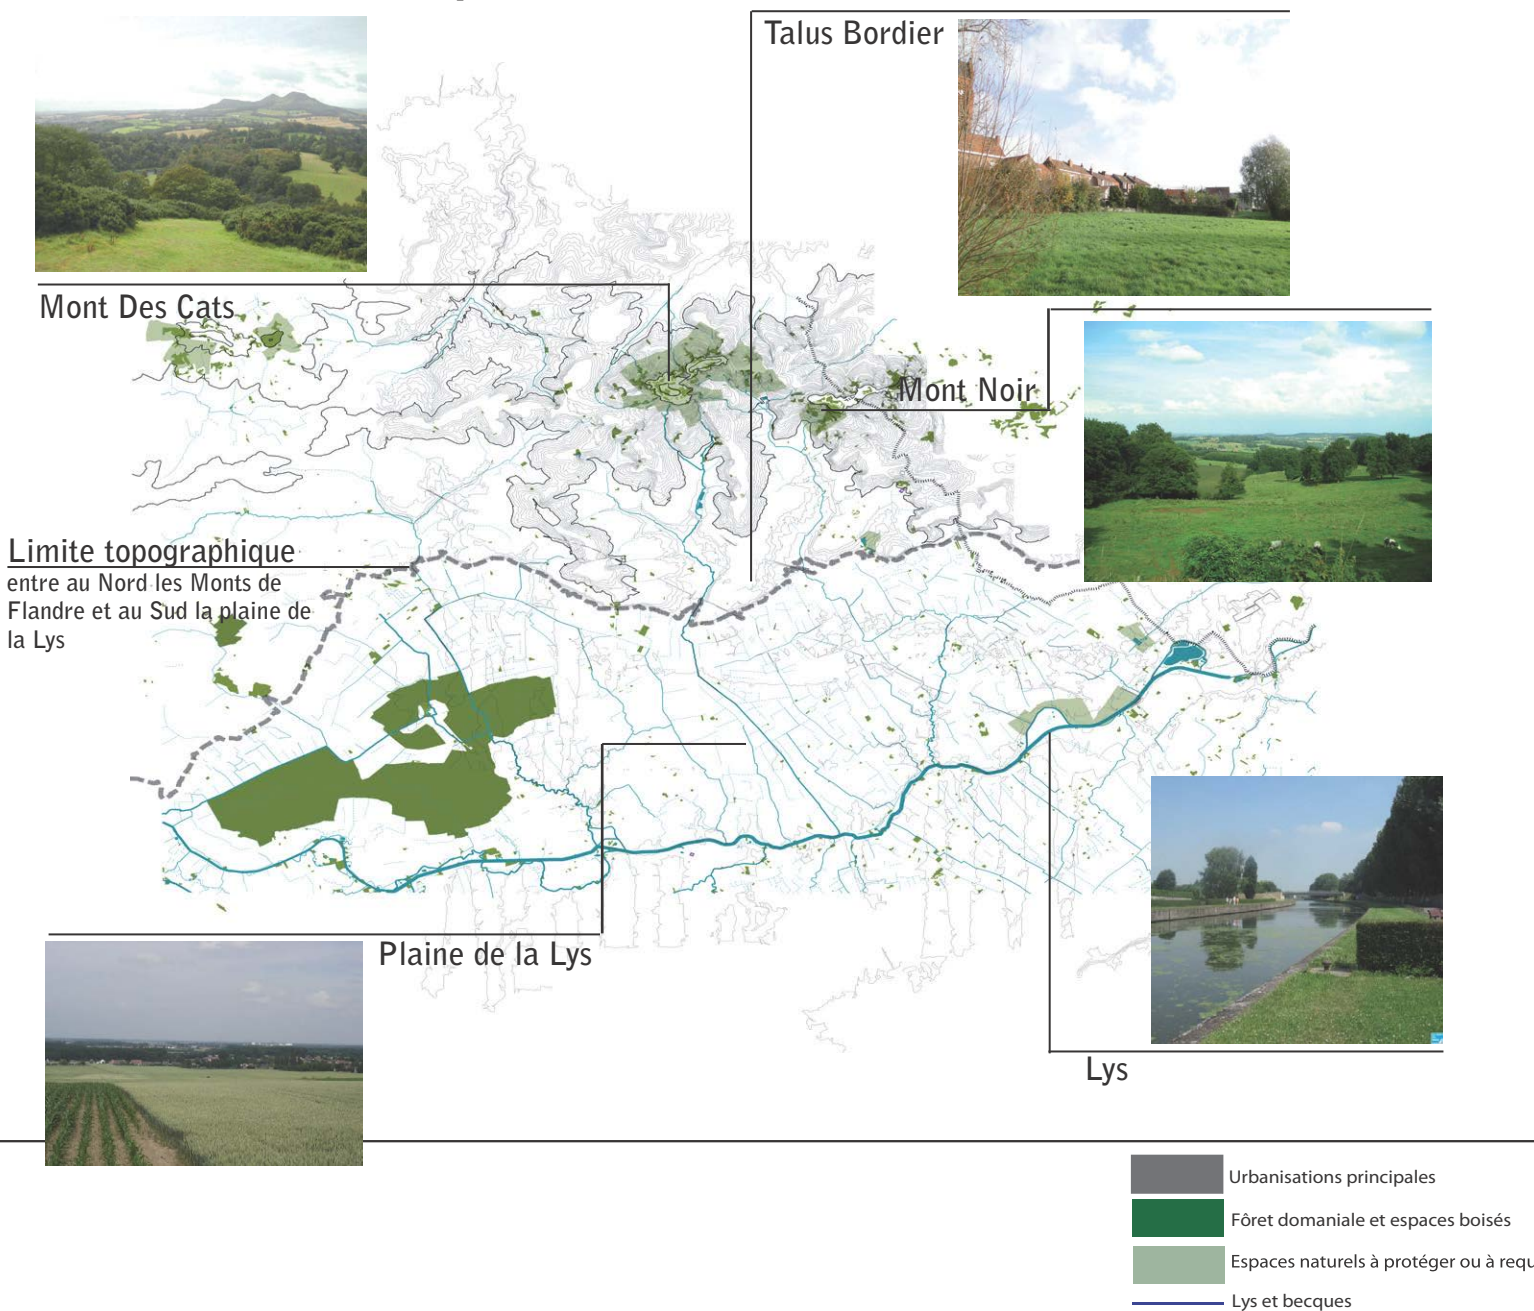 Talus Bordier
Mont Des Cats
Mont Noir
Limite topographique
entre au Nord les Monts de
Flandre et au Sud la plaine de
la Lys
Plaine de la Lys
Lys
Urbanisations principales
Fôret domaniale et espaces boisés
Espaces naturels à protéger ou à requ
Lys et becques